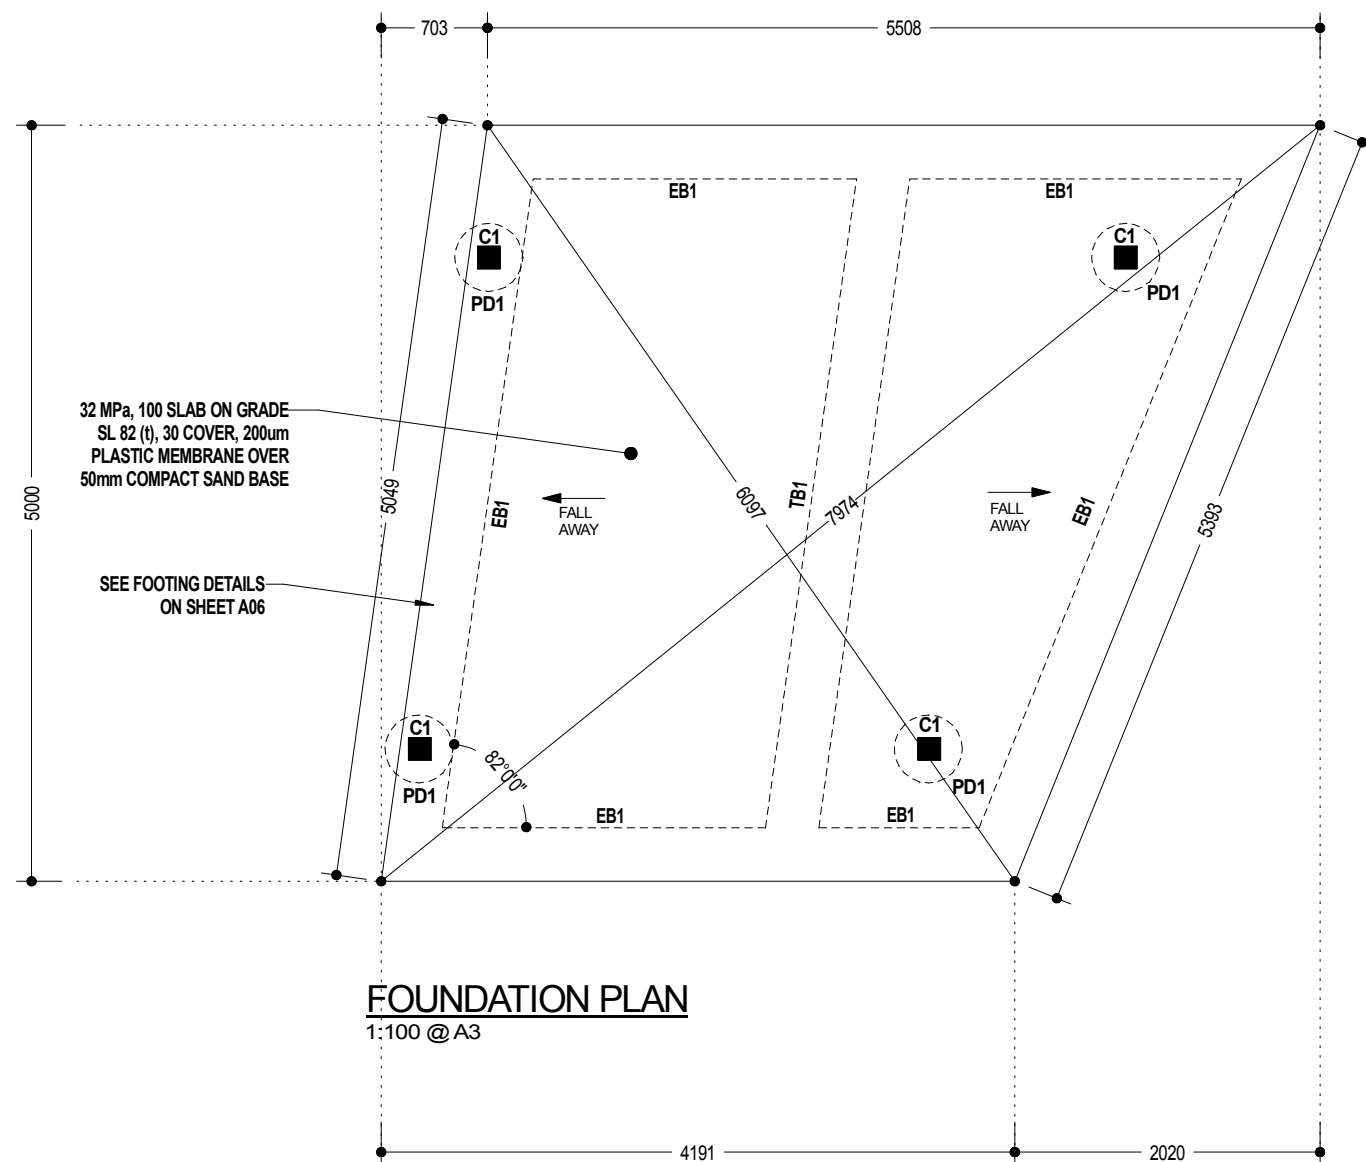 703
5508
EB1
EB1
C1
C1
PD1
PD1
32 MPa, 100 SLAB ON GRADE
SL 82 (t), 30 COVER, 200um
PLASTIC MEMBRANE OVER
50mm COMPACT SAND BASE
5000
5049
EB1
FALL
AWAY
6097
TB1
7974
FALL
AWAY
EB1
5393
SEE FOOTING DETAILS
ON SHEET A06
C1
C1
82°0'0"
PD1
PD1
EB1
EB1
FOUNDATION PLAN
1:100 @ A3
4191
2020